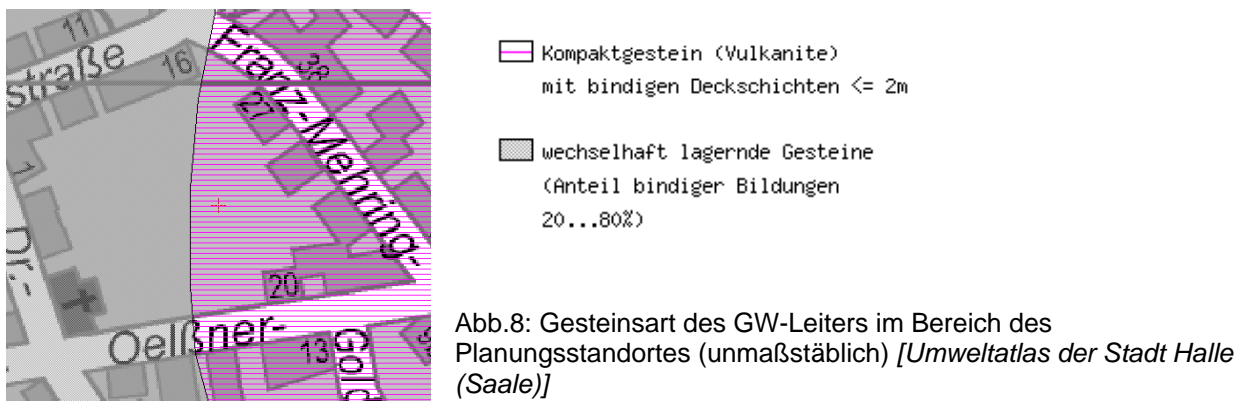 11
straße
16
Franz-Mehring-
38
27
1
Dr.-
20
Oelßner-
13
Gold
Kompaktgestein (Vulkanite)
mit bindigen Deckschichten <= 2m
wechselhaft lagernde Gesteine
(Anteil bindiger Bildungen
20...80%)
Abb.8: Gesteinsart des GW-Leiters im Bereich des
Planungsstandortes (unmaßstäblich) [Umweltatlas der Stadt Halle
(Saale)]